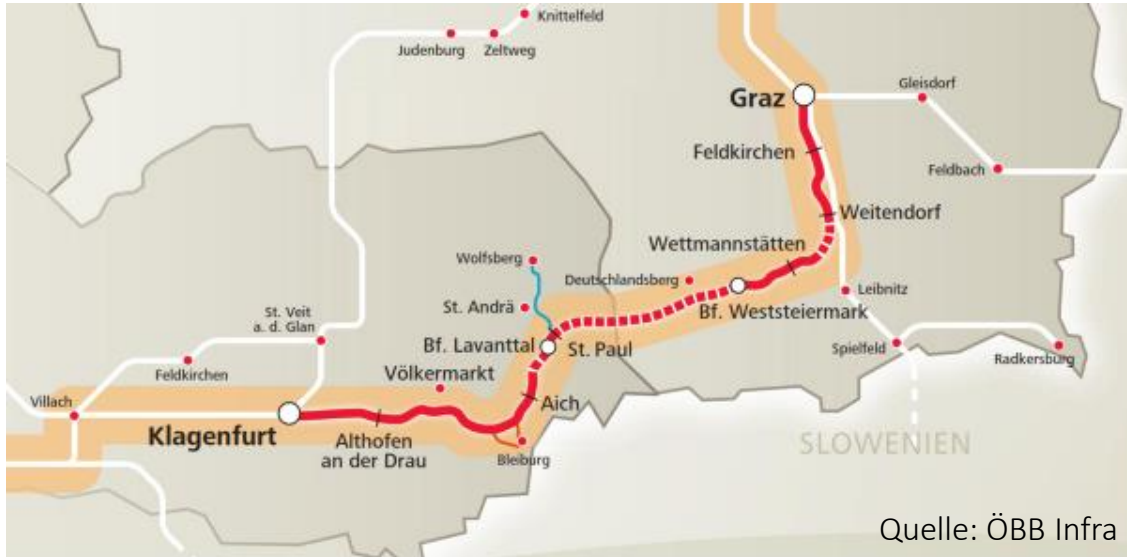 Knittelfeld
Judenburg
Zeltweg
Graz
Gleisdorf
Feldkirchen
Feldbach
Weitendorf
Wettmannstätten
Wolfsberg
Deutschlandsberg
Leibnitz
St. Andrä
Bf. Weststeiermark
St. Veit
a. d. Glan
Bf. Lavanttal
St. Paul
Spielfeld
Radkersburg
Feldkirchen
Völkermarkt
Villach
Aich
Klagenfurt
Althofen
an der Drau
Bleiburg
SLOWENIEN
Quelle: ÖBB Infra